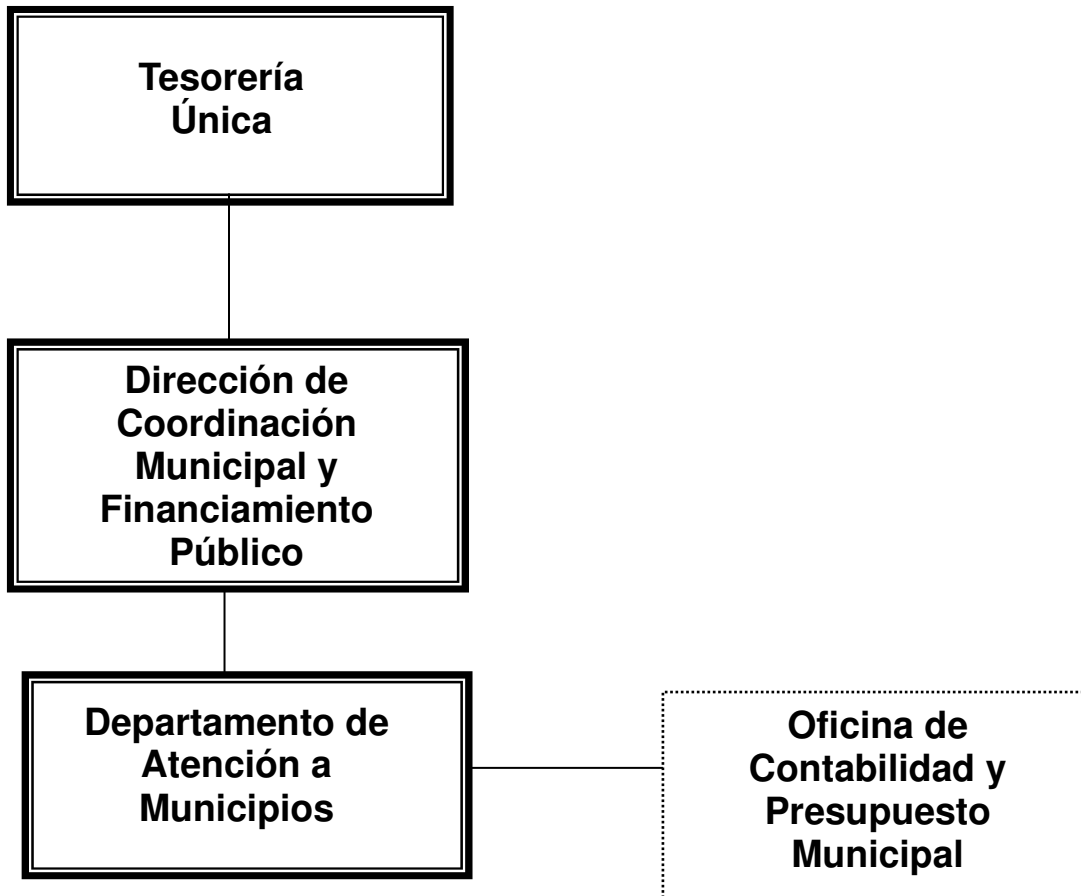 Tesorería
Única
Dirección de
Coordinación
Municipal y
Financiamiento
Público
Departamento de
Atención a
Municipios
Oficina de
Contabilidad y
Presupuesto
Municipal